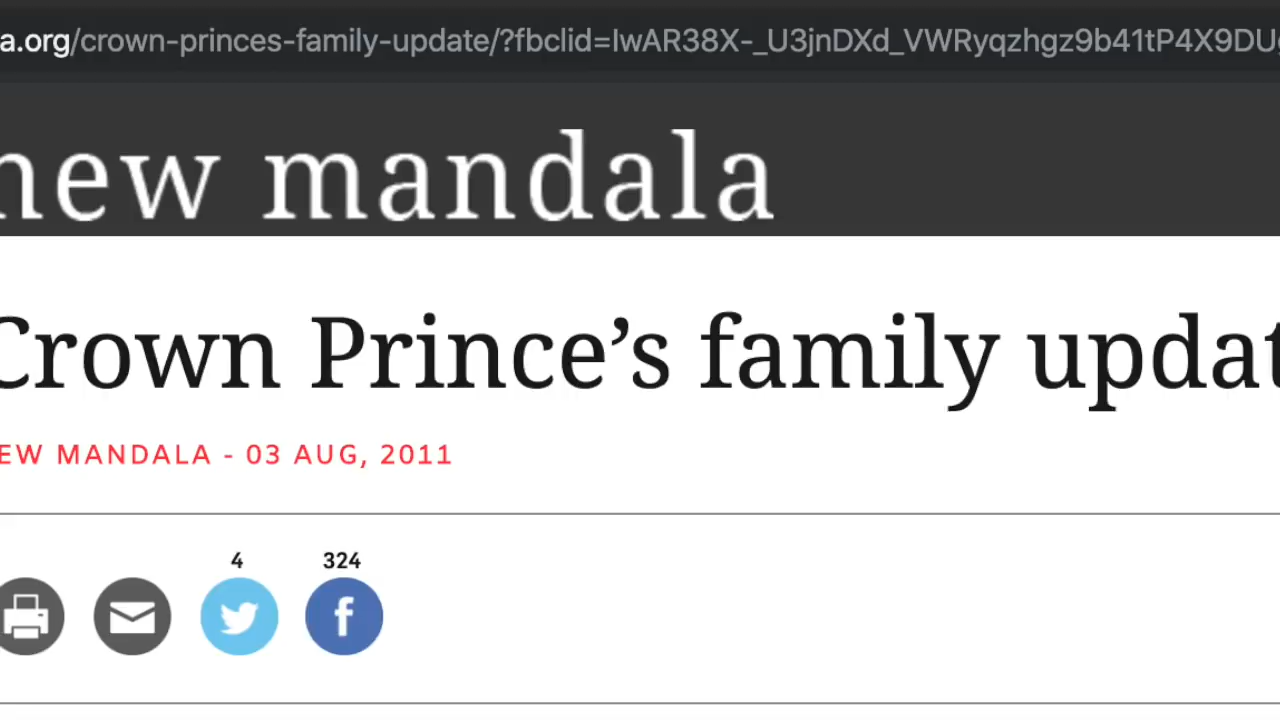 a.org/crown-princes-family-update/?fbclid=IwAR38X-_U3jnDXd_VWRyqzhgz9b41tP4X9DU
new mandala
Crown Prince’s family updat
EW MANDALA - 03 AUG, 2011
4 324